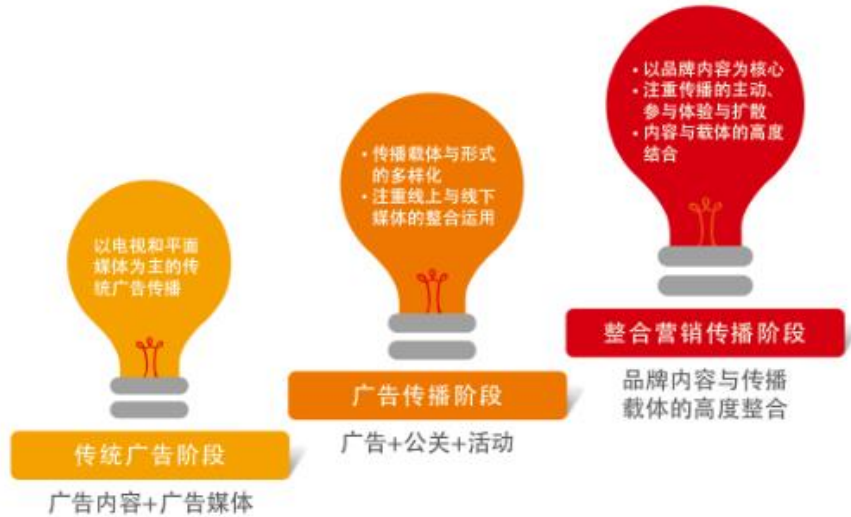 以电视和平面
媒体为主的传
统广告传播
传统广告阶段
广告内容+广告媒体
• 传播载体与形式
的多样化
• 注重线上与线下
媒体的整合运用
广告传播阶段
广告+公关+活动
• 以品牌内容为核心
• 注重传播的主动、
参与体验与扩散
• 内容与载体的高度
结合
整合营销传播阶段
品牌内容与传播
载体的高度整合